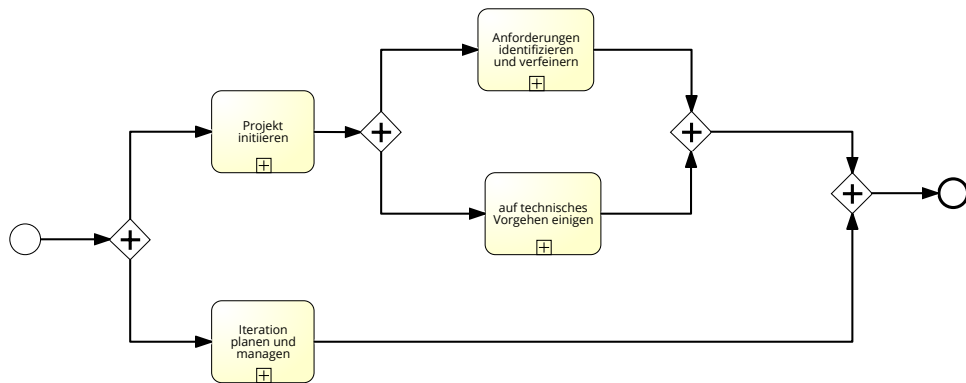 Anforderungen
identifizieren
und verfeinern
Projekt
initiieren
auf technisches
Vorgehen einigen
Iteration
planen und
managen